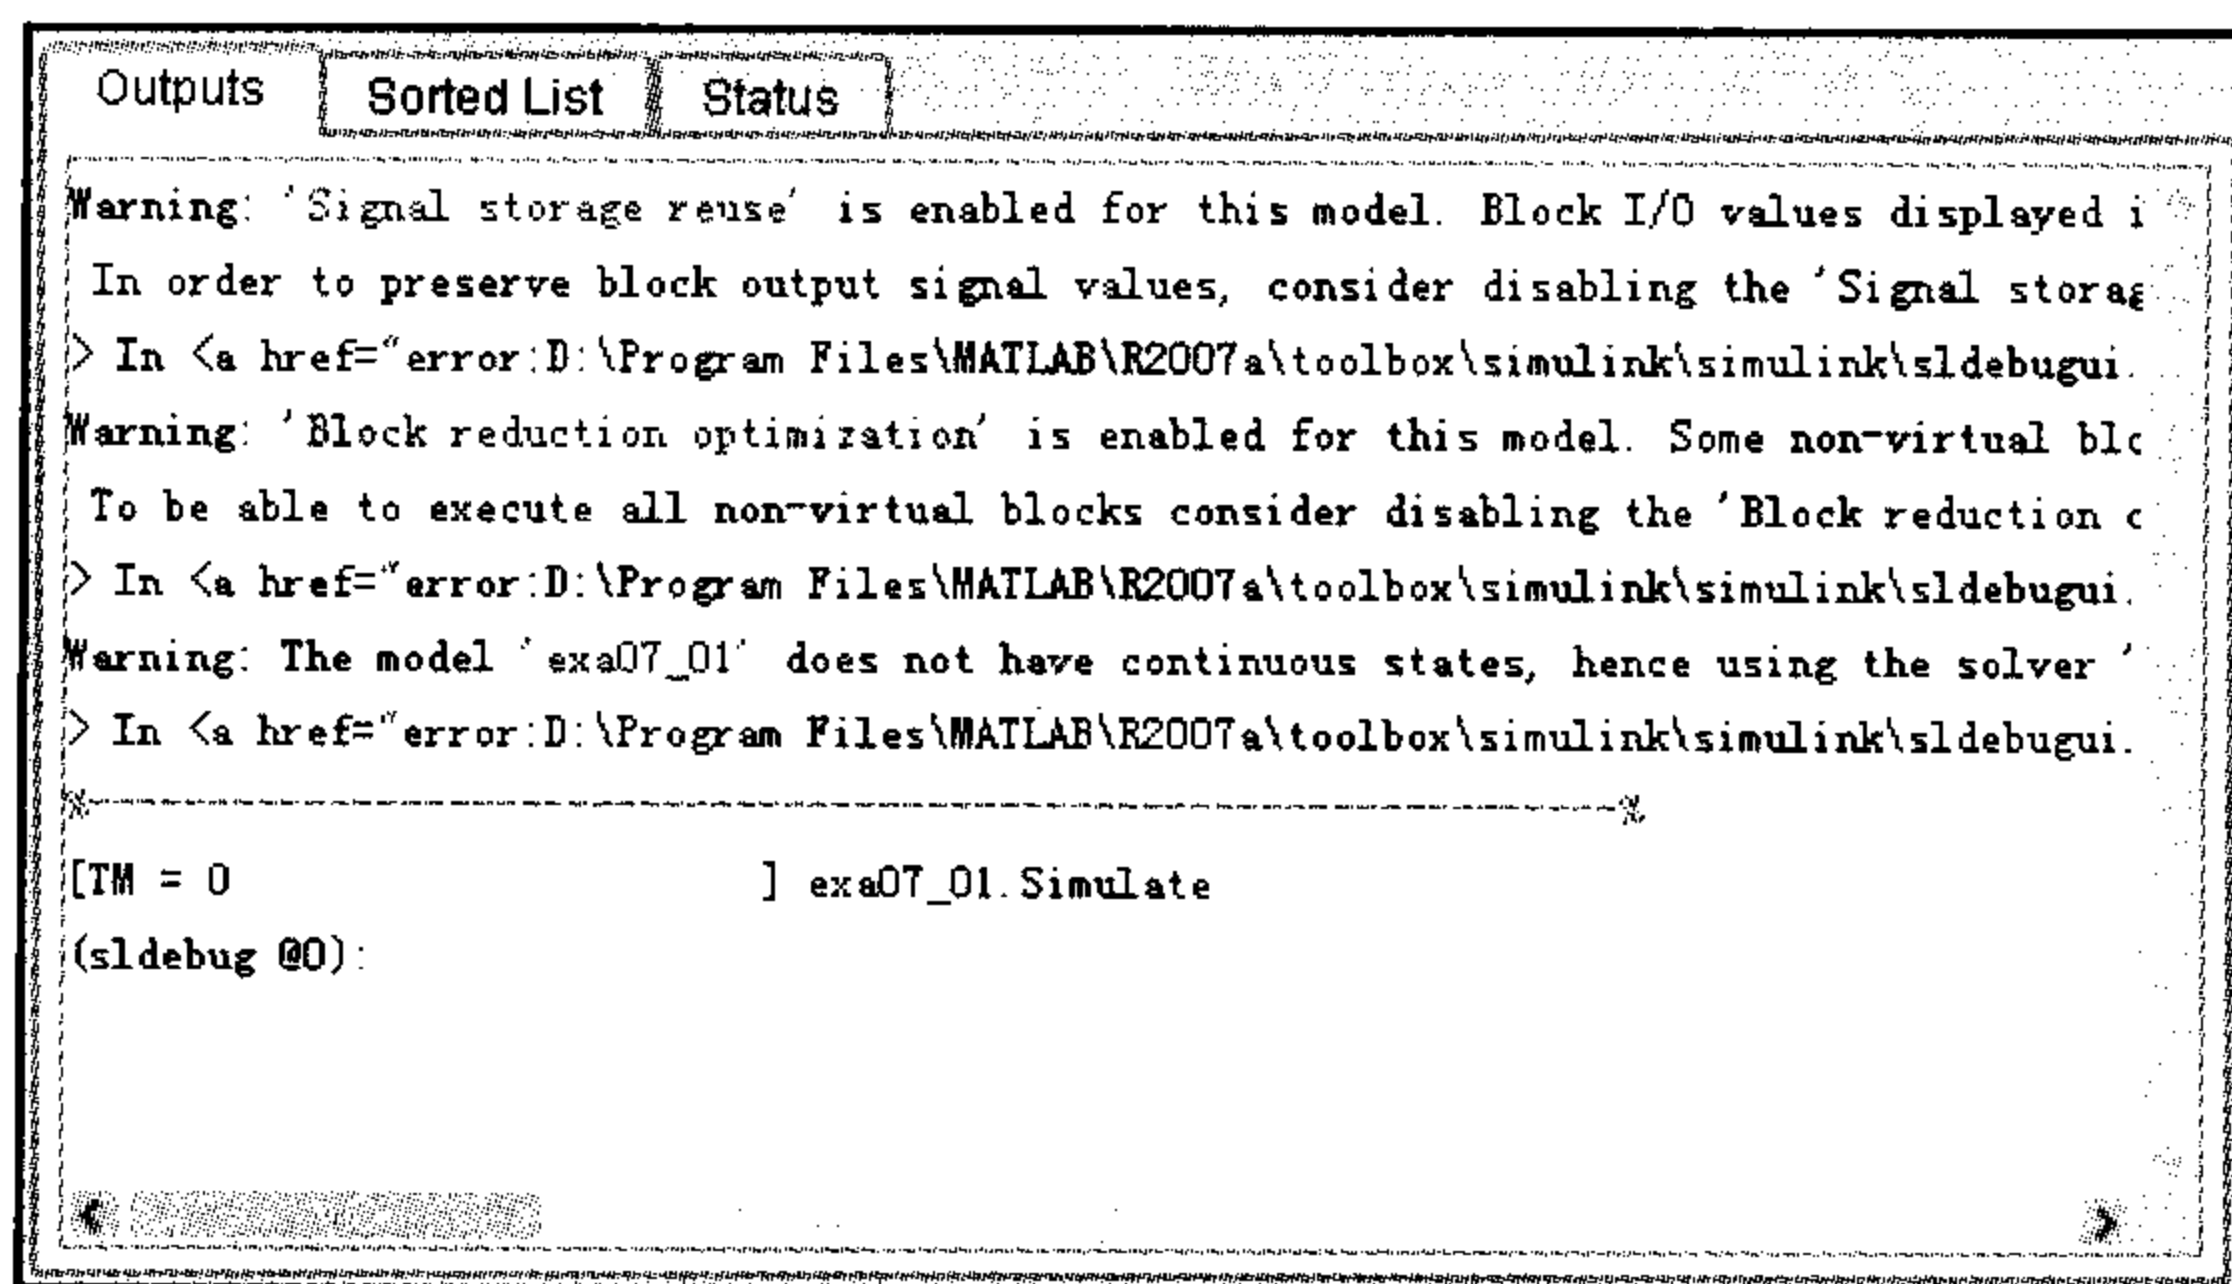 Outputs Sorted List Status
Warning: 'Signal storage reuse' is enabled for this model. Block I/O values displayed i
In order to preserve block output signal values, consider disabling the 'Signal storag
> In <a href="error:D:\Program Files\MATLAB\R2007a\toolbox\simulink\simulink\sldebugui.
Warning: 'Block reduction optimization' is enabled for this model. Some non-virtual blo
To be able to execute all non-virtual blocks consider disabling the 'Block reduction o
> In <a href="error:D:\Program Files\MATLAB\R2007a\toolbox\simulink\simulink\sldebugui.
Warning: The model 'exa07_01' does not have continuous states, hence using the solver '
> In <a href="error:D:\Program Files\MATLAB\R2007a\toolbox\simulink\simulink\sldebugui.
%----------------------------------------------------------------%
[TM = 0 ] exa07_01.Simulate
(sldebug @0):